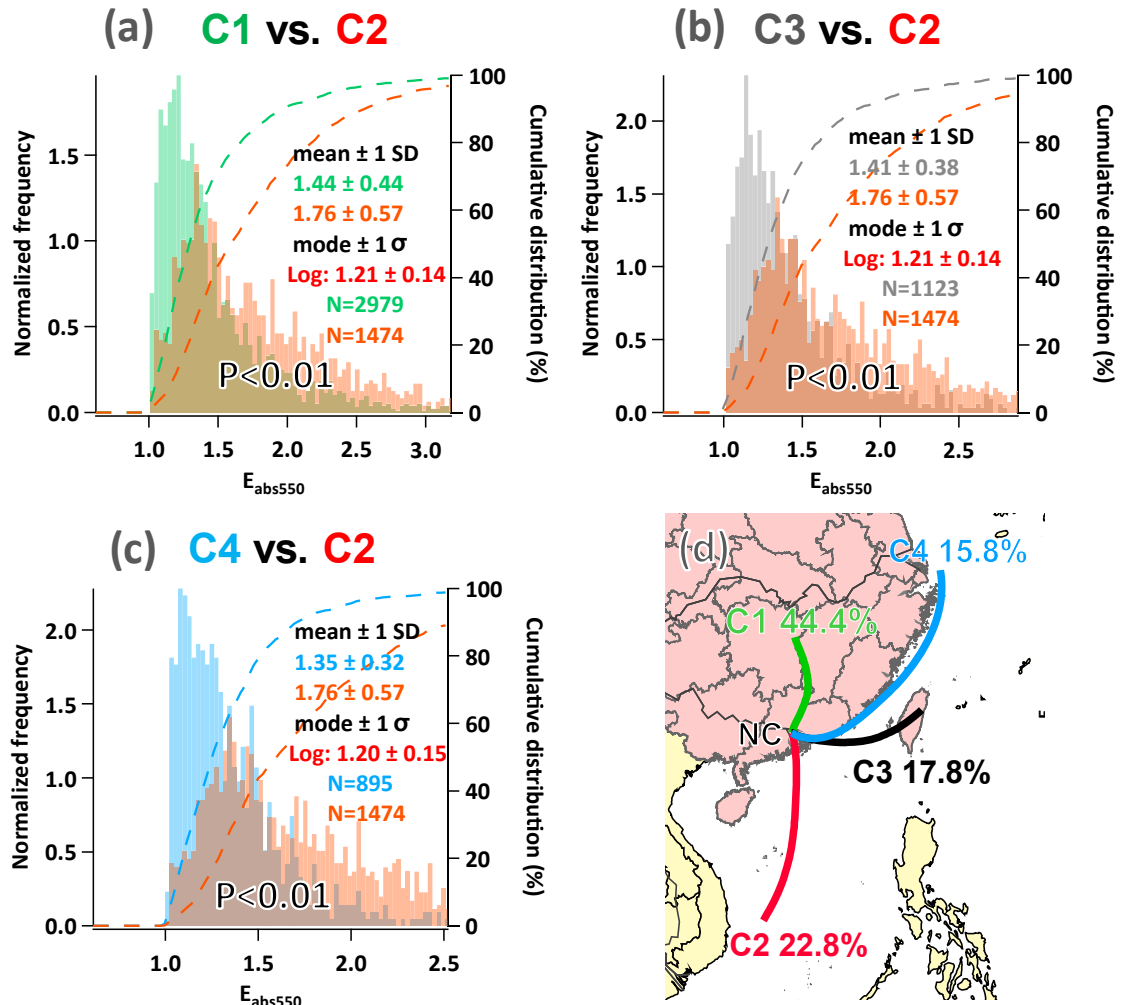 (a) C1 vs. C2
Normalized frequency
1.5
1.0
0.5
0.0
1.0 1.5 2.0 2.5 3.0
E abs550
100
80
60
40
20
0
Cumulative distribution (%)
mean ± 1 SD
1.44 ± 0.44
1.76 ± 0.57
mode ± 1 σ
Log: 1.21 ± 0.14
N=2979
N=1474
P<0.01
(b) C3 vs. C2
Normalized frequency
2.0
1.5
1.0
0.5
0.0
1.0 1.5 2.0 2.5
E abs550
100
80
60
40
20
0
Cumulative distribution (%)
mean ± 1 SD
1.41 ± 0.38
1.76 ± 0.57
mode ± 1 σ
Log: 1.21 ± 0.14
N=1123
N=1474
P<0.01
(c) C4 vs. C2
Normalized frequency
2.0
1.5
1.0
0.5
0.0
1.0 1.5 2.0 2.5
E abs550
100
80
60
40
20
0
Cumulative distribution (%)
mean ± 1 SD
1.35 ± 0.32
1.76 ± 0.57
mode ± 1 σ
Log: 1.20 ± 0.15
N=895
N=1474
P<0.01
(d)
C4 15.8%
C1 44.4%
NC
C3 17.8%
C2 22.8%